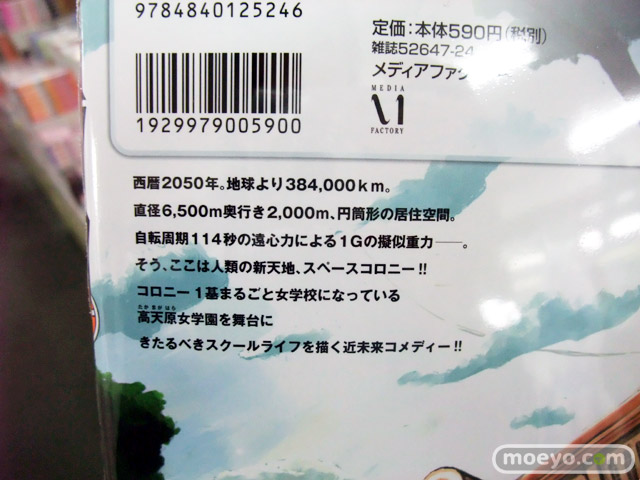 9784840125246
定価:本体590円(税別)
雑誌52647-24
メディアファク
MEDIA
FACTORY
1929979005900
西暦2050年。地球より384,000km。
直径6,500m奥行き2,000m、円筒形の居住空間。
自転周期114秒の遠心力による1Gの擬似重力──。
そう、ここは人類の新天地、スペースコロニー!!
コロニー1基まるごと女学校になっている
たかまがはら
高天原女学園を舞台に
きたるべきスクールライフを描く近未来コメディー!!
moeyo.com